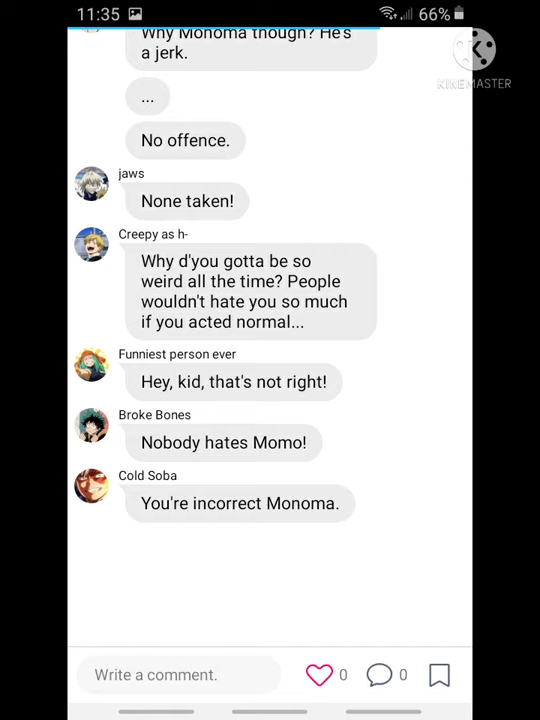 11:35
66%
Why Monoma though? He's
a jerk.
KINEMASTER
...
No offence.
jaws
None taken!
Creepy as h-
Why d'you gotta be so
weird all the time? People
wouldn't hate you so much
if you acted normal...
Funniest person ever
Hey, kid, that's not right!
Broke Bones
Nobody hates Momo!
Cold Soba
You're incorrect Monoma.
Write a comment.
0
0